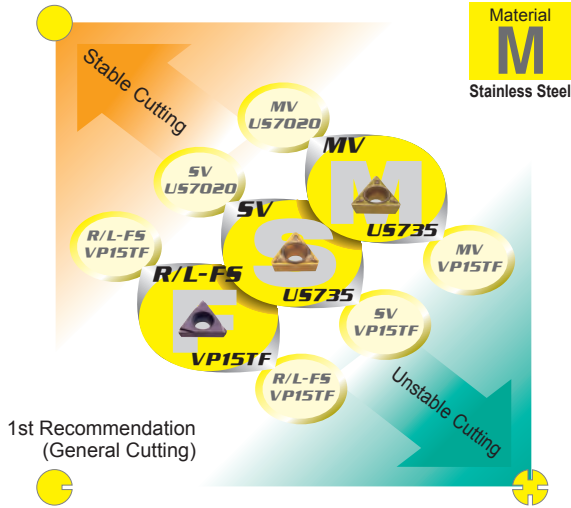 Material
M
Stainless Steel
Stable Cutting
MV
US7020
MV
M
US735
SV
US7020
SV
S
US735
R/L-FS
VP15TF
R/L-FS
F
VP15TF
MV
VP15TF
SV
VP15TF
R/L-FS
VP15TF
Unstable Cutting
1st Recommendation
(General Cutting)